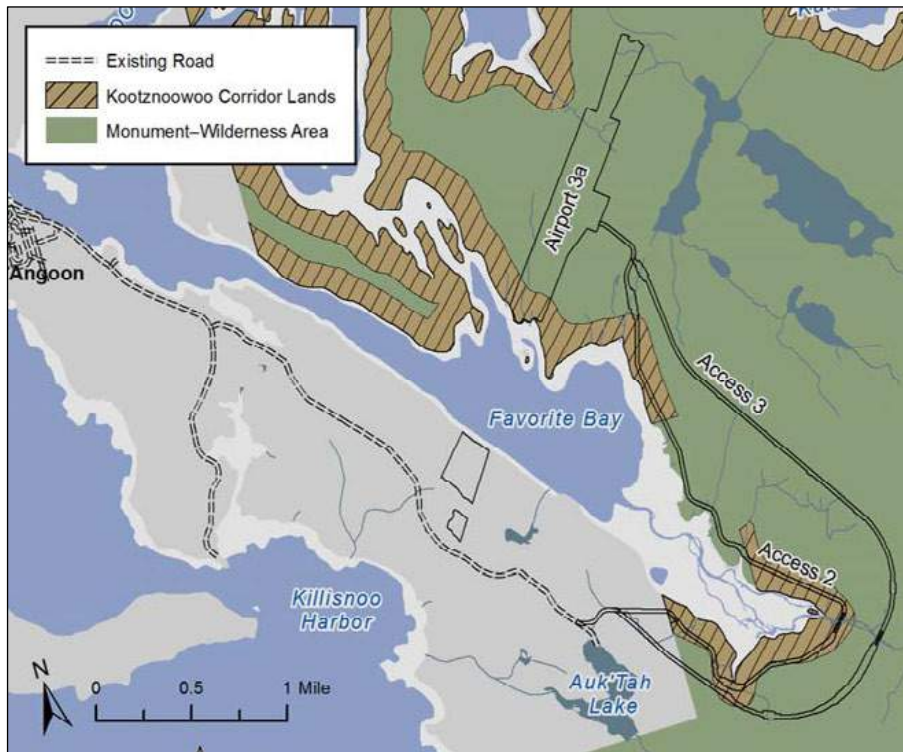 Existing Road
Kootznoowoo Corridor Lands
Monument–Wilderness Area
Airport 3a
Angoon
Access 3
Favorite Bay
Access 2
Killisnoo
Harbor
Auk'Tah
Lake
N
0 0.5 1 Mile